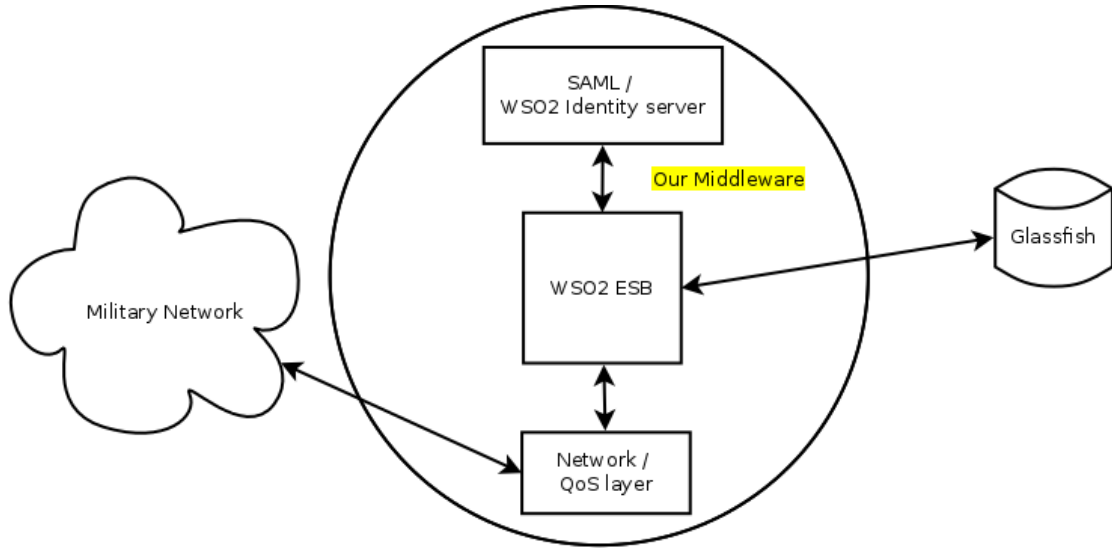 SAML /
WSO2 Identity server
Our Middleware
Glassfish
WSO2 ESB
Military Network
Network /
QoS layer